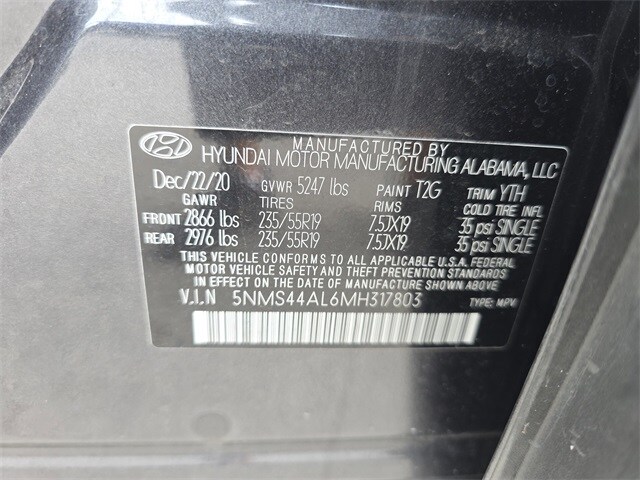 MANUFACTURED BY
HYUNDAI MOTOR MANUFACTURING ALABAMA, LLC
Dec/22/20 GVWR 5247 lbs PAINT T2G TRIM YTH
GAWR TIRES RIMS COLD TIRE INFL
FRONT 2866 lbs 235/55R19 7.5JX19 35 psi SINGLE
REAR 2976 lbs 235/55R19 7.5JX19 35 psi SINGLE
THIS VEHICLE CONFORMS TO ALL APPLICABLE U.S.A. FEDERAL
MOTOR VEHICLE SAFETY AND THEFT PREVENTION STANDARDS
IN EFFECT ON THE DATE OF MANUFACTURE SHOWN ABOVE
V.I.N 5NMS44AL6MH317803 TYPE: MPV